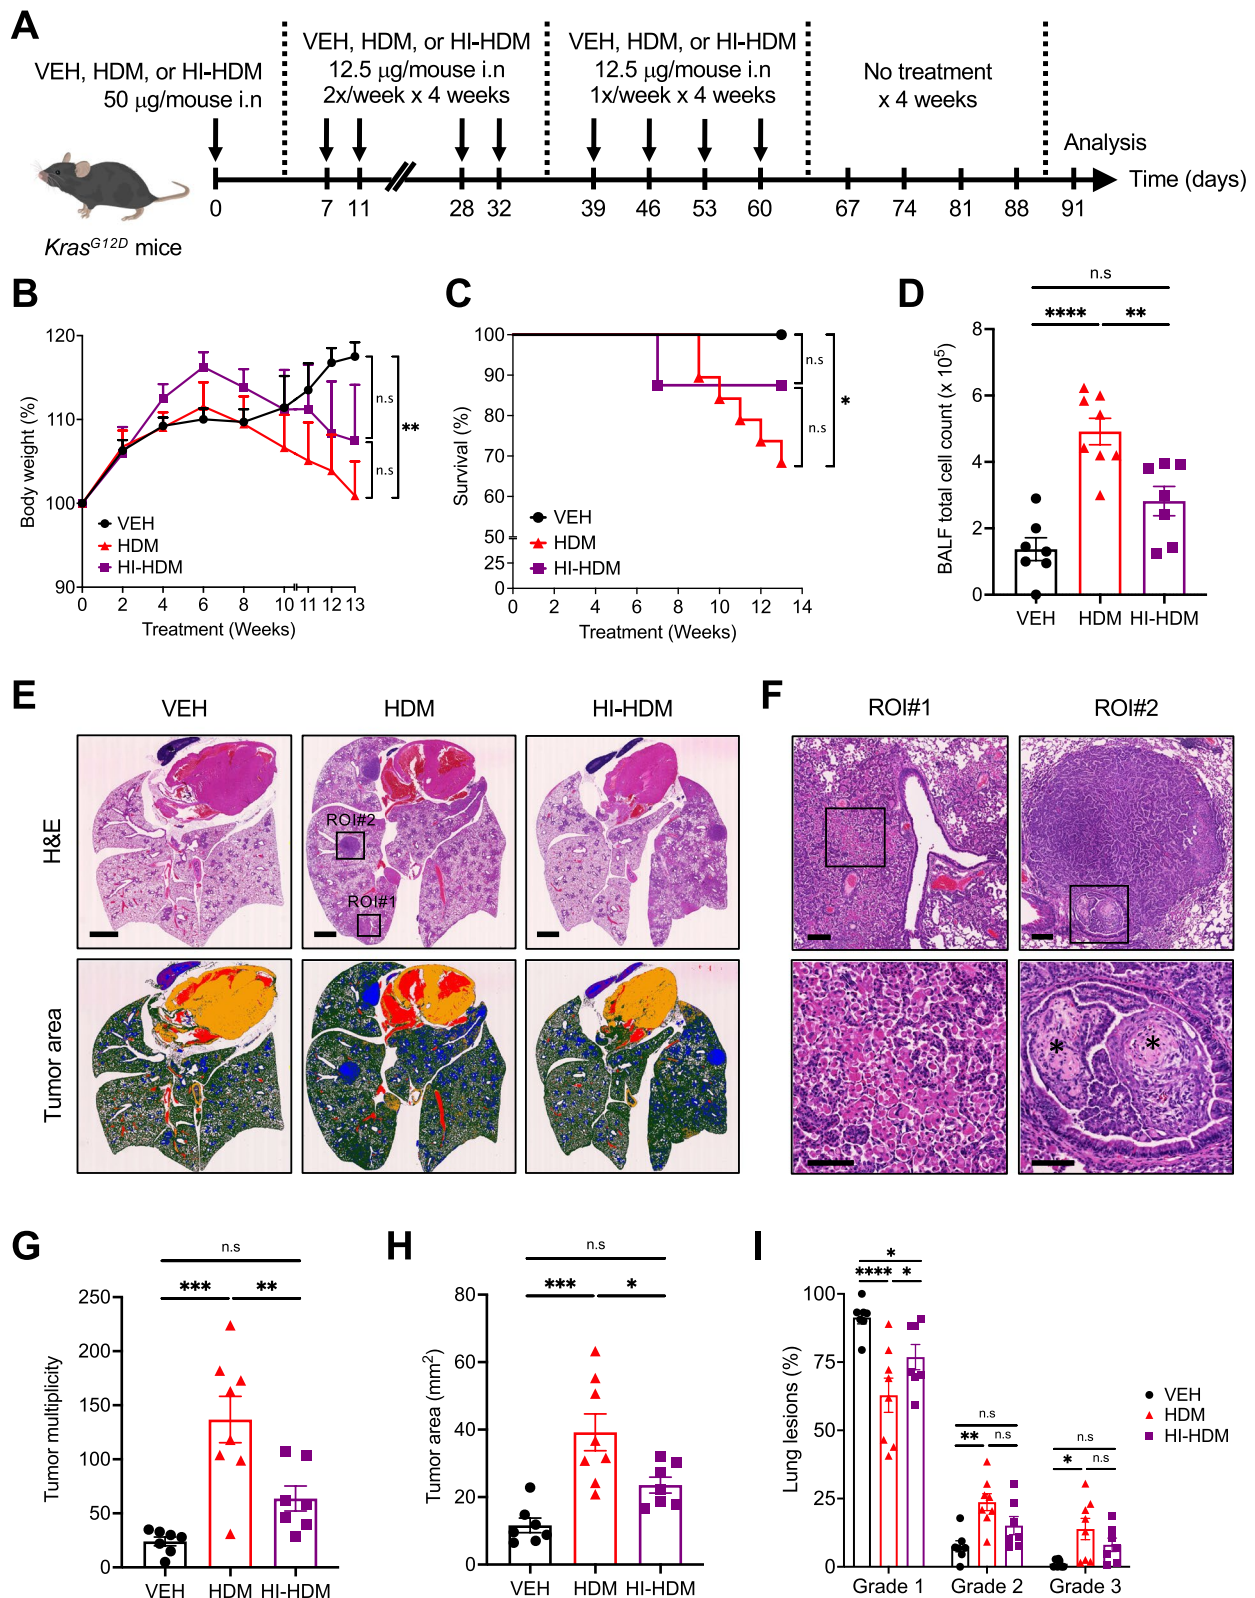 A
VEH, HDM, or HI-HDM
50 μg/mouse i.n
VEH, HDM, or HI-HDM
12.5 μg/mouse i.n
2x/week x 4 weeks
VEH, HDM, or HI-HDM
12.5 μg/mouse i.n
1x/week x 4 weeks
No treatment
x 4 weeks
Analysis
Time (days)
0 7 11 28 32 39 46 53 60 67 74 81 88 91
Kras^G12D mice
B
Body weight (%)
120
110
100
90
VEH
HDM
HI-HDM
n.s
n.s
**
0 2 4 6 8 10 11 12 13
Treatment (Weeks)
C
Survival (%)
100
90
80
70
60
50
25
0
VEH
HDM
HI-HDM
n.s
n.s
*
0 2 4 6 8 10 12 14
Treatment (Weeks)
D
n.s
**** **
BALF total cell count (x 10^5)
8
6
4
2
0
VEH HDM HI-HDM
E
VEH HDM HI-HDM
H&E
ROI#2
ROI#1
Tumor area
F
ROI#1 ROI#2
* *
G
n.s
*** **
Tumor multiplicity
250
200
150
100
50
0
VEH HDM HI-HDM
H
n.s
*** *
Tumor area (mm²)
80
60
40
20
0
VEH HDM HI-HDM
I
*
**** *
n.s
** n.s
n.s
* n.s
Lung lesions (%)
100
75
50
25
0
Grade 1 Grade 2 Grade 3
VEH
HDM
HI-HDM